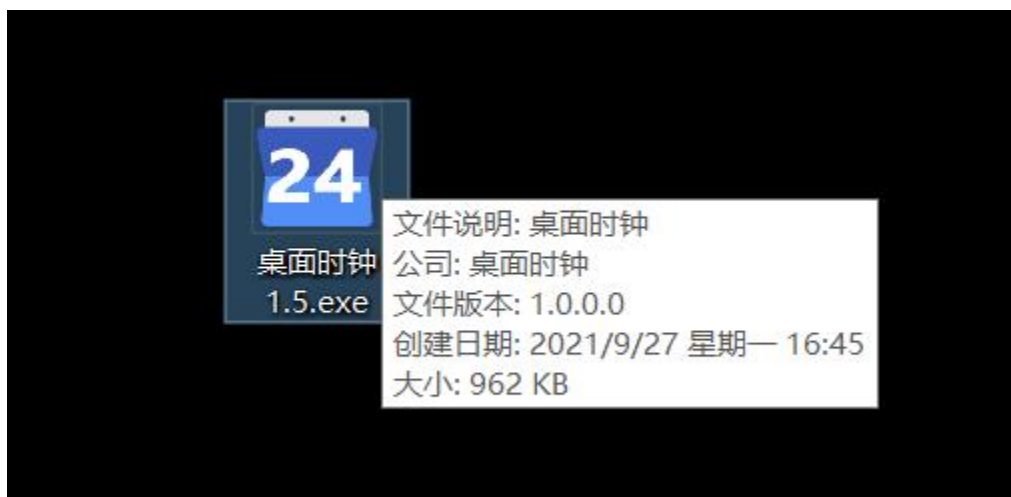 24
桌面时钟
1.5.exe
文件说明: 桌面时钟
公司: 桌面时钟
文件版本: 1.0.0.0
创建日期: 2021/9/27 星期一 16:45
大小: 962 KB